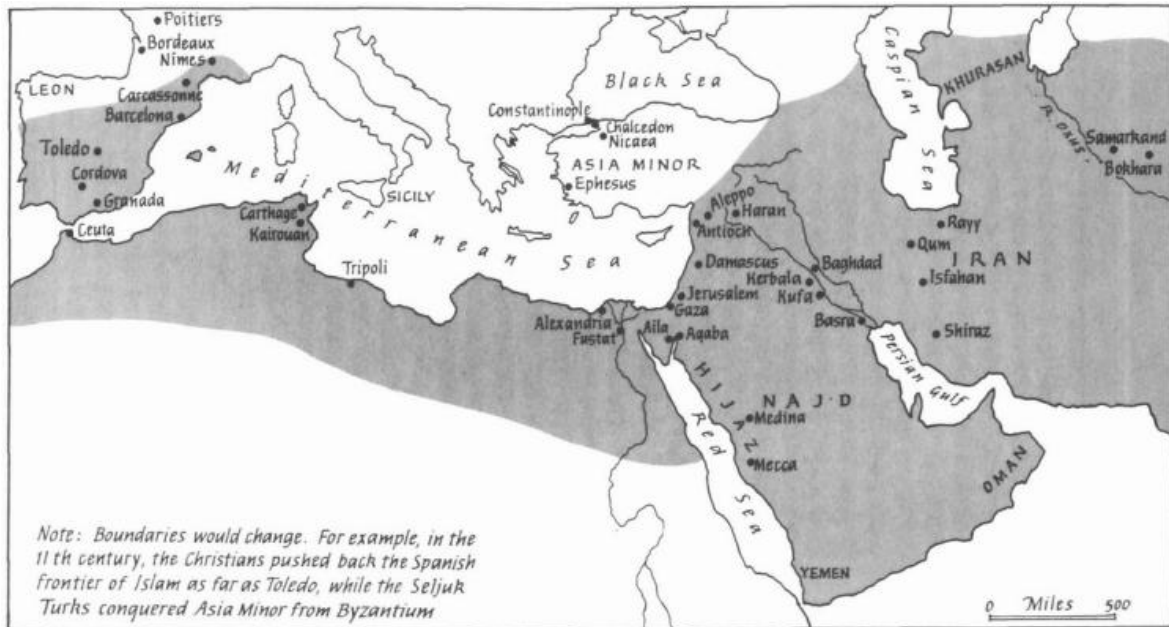 Poitiers
Bordeaux
Nîmes
LEON
Carcassonne
Barcelona
Toledo
Cordova
Granada
Ceuta
Mediterranean Sea
Carthage
Kairouan
SICILY
Tripoli
Black Sea
Constantinople
Chalcedon
Nicaea
ASIA MINOR
Ephesus
Caspian Sea
KHURASAN
R. OXUS
Samarkand
Bokhara
Aleppo
Haran
Antioch
Damascus
Kerbala
Baghdad
Kufa
Jerusalem
Gaza
Basra
Alexandria
Fustat
Aila
Aqaba
Rayy
Qum
IRAN
Isfahan
Shiraz
Persian Gulf
HIJAZ
NAJD
Medina
Mecca
Red Sea
OMAN
YEMEN
Note: Boundaries would change. For example, in the
11th century, the Christians pushed back the Spanish
frontier of Islam as far as Toledo, while the Seljuk
Turks conquered Asia Minor from Byzantium
0 Miles 500